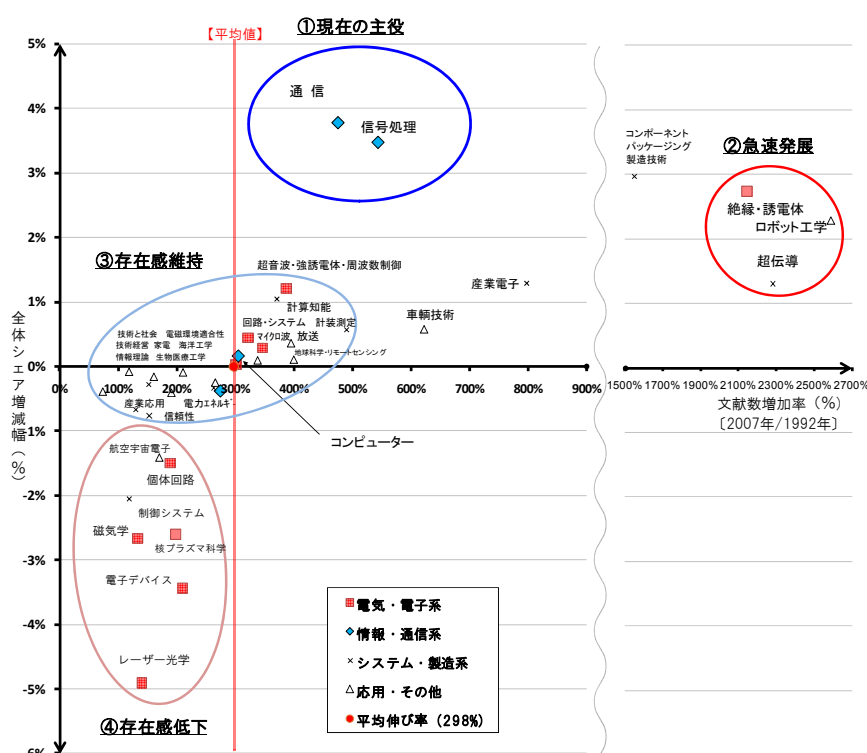 ①現在の主役
【平均値】
5%
4%
3%
2%
1%
0%
-1%
-2%
-3%
-4%
-5%
-6%
全体シェア増減幅(%)
通 信
信号処理
コンポーネント
パッケージング
製造技術
②急速発展
絶縁・誘電体
ロボット工学
超伝導
③存在感維持
超音波・強誘電体・周波数制御
計算知能
産業電子
車輌技術
回路・システム 計装測定
マイクロ波 放送
地球科学・リモートセンシング
技術と社会 電磁環境適合性
技術経営 家電 海洋工学
情報理論 生物医療工学
0% 100% 200% 300% 400% 500% 600% 700% 800% 900%
1500% 1700% 1900% 2100% 2300% 2500% 2700%
文献数増加率(%)
〔2007年/1992年〕
産業応用 電力エネルギー
信頼性
コンピューター
航空宇宙電子
個体回路
制御システム
磁気学
核プラズマ科学
電子デバイス
レーザー光学
④存在感低下
電気・電子系
情報・通信系
システム・製造系
応用・その他
平均伸び率(298%)